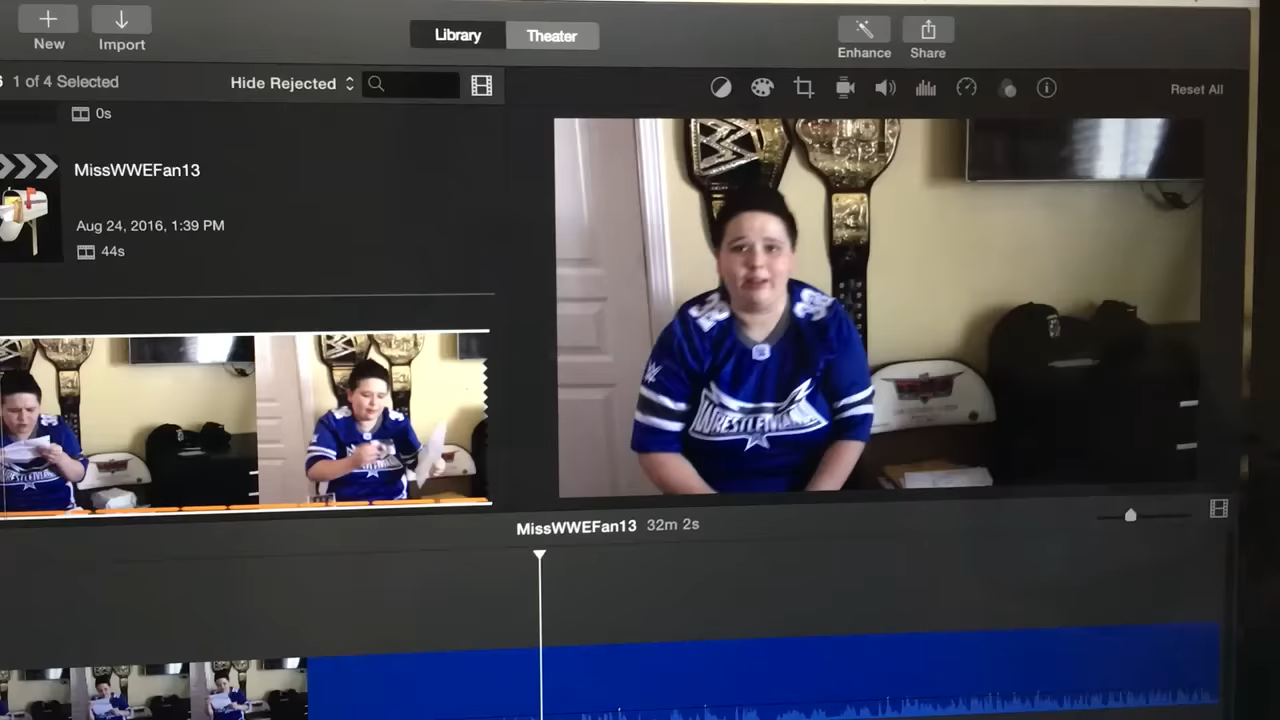 New
Import
Library
Theater
Enhance
Share
1 of 4 Selected
Hide Rejected
Reset All
0s
MissWWEFan13
Aug 24, 2016, 1:39 PM
44s
WRESTLEMANIA
MissWWEFan13 32m 2s